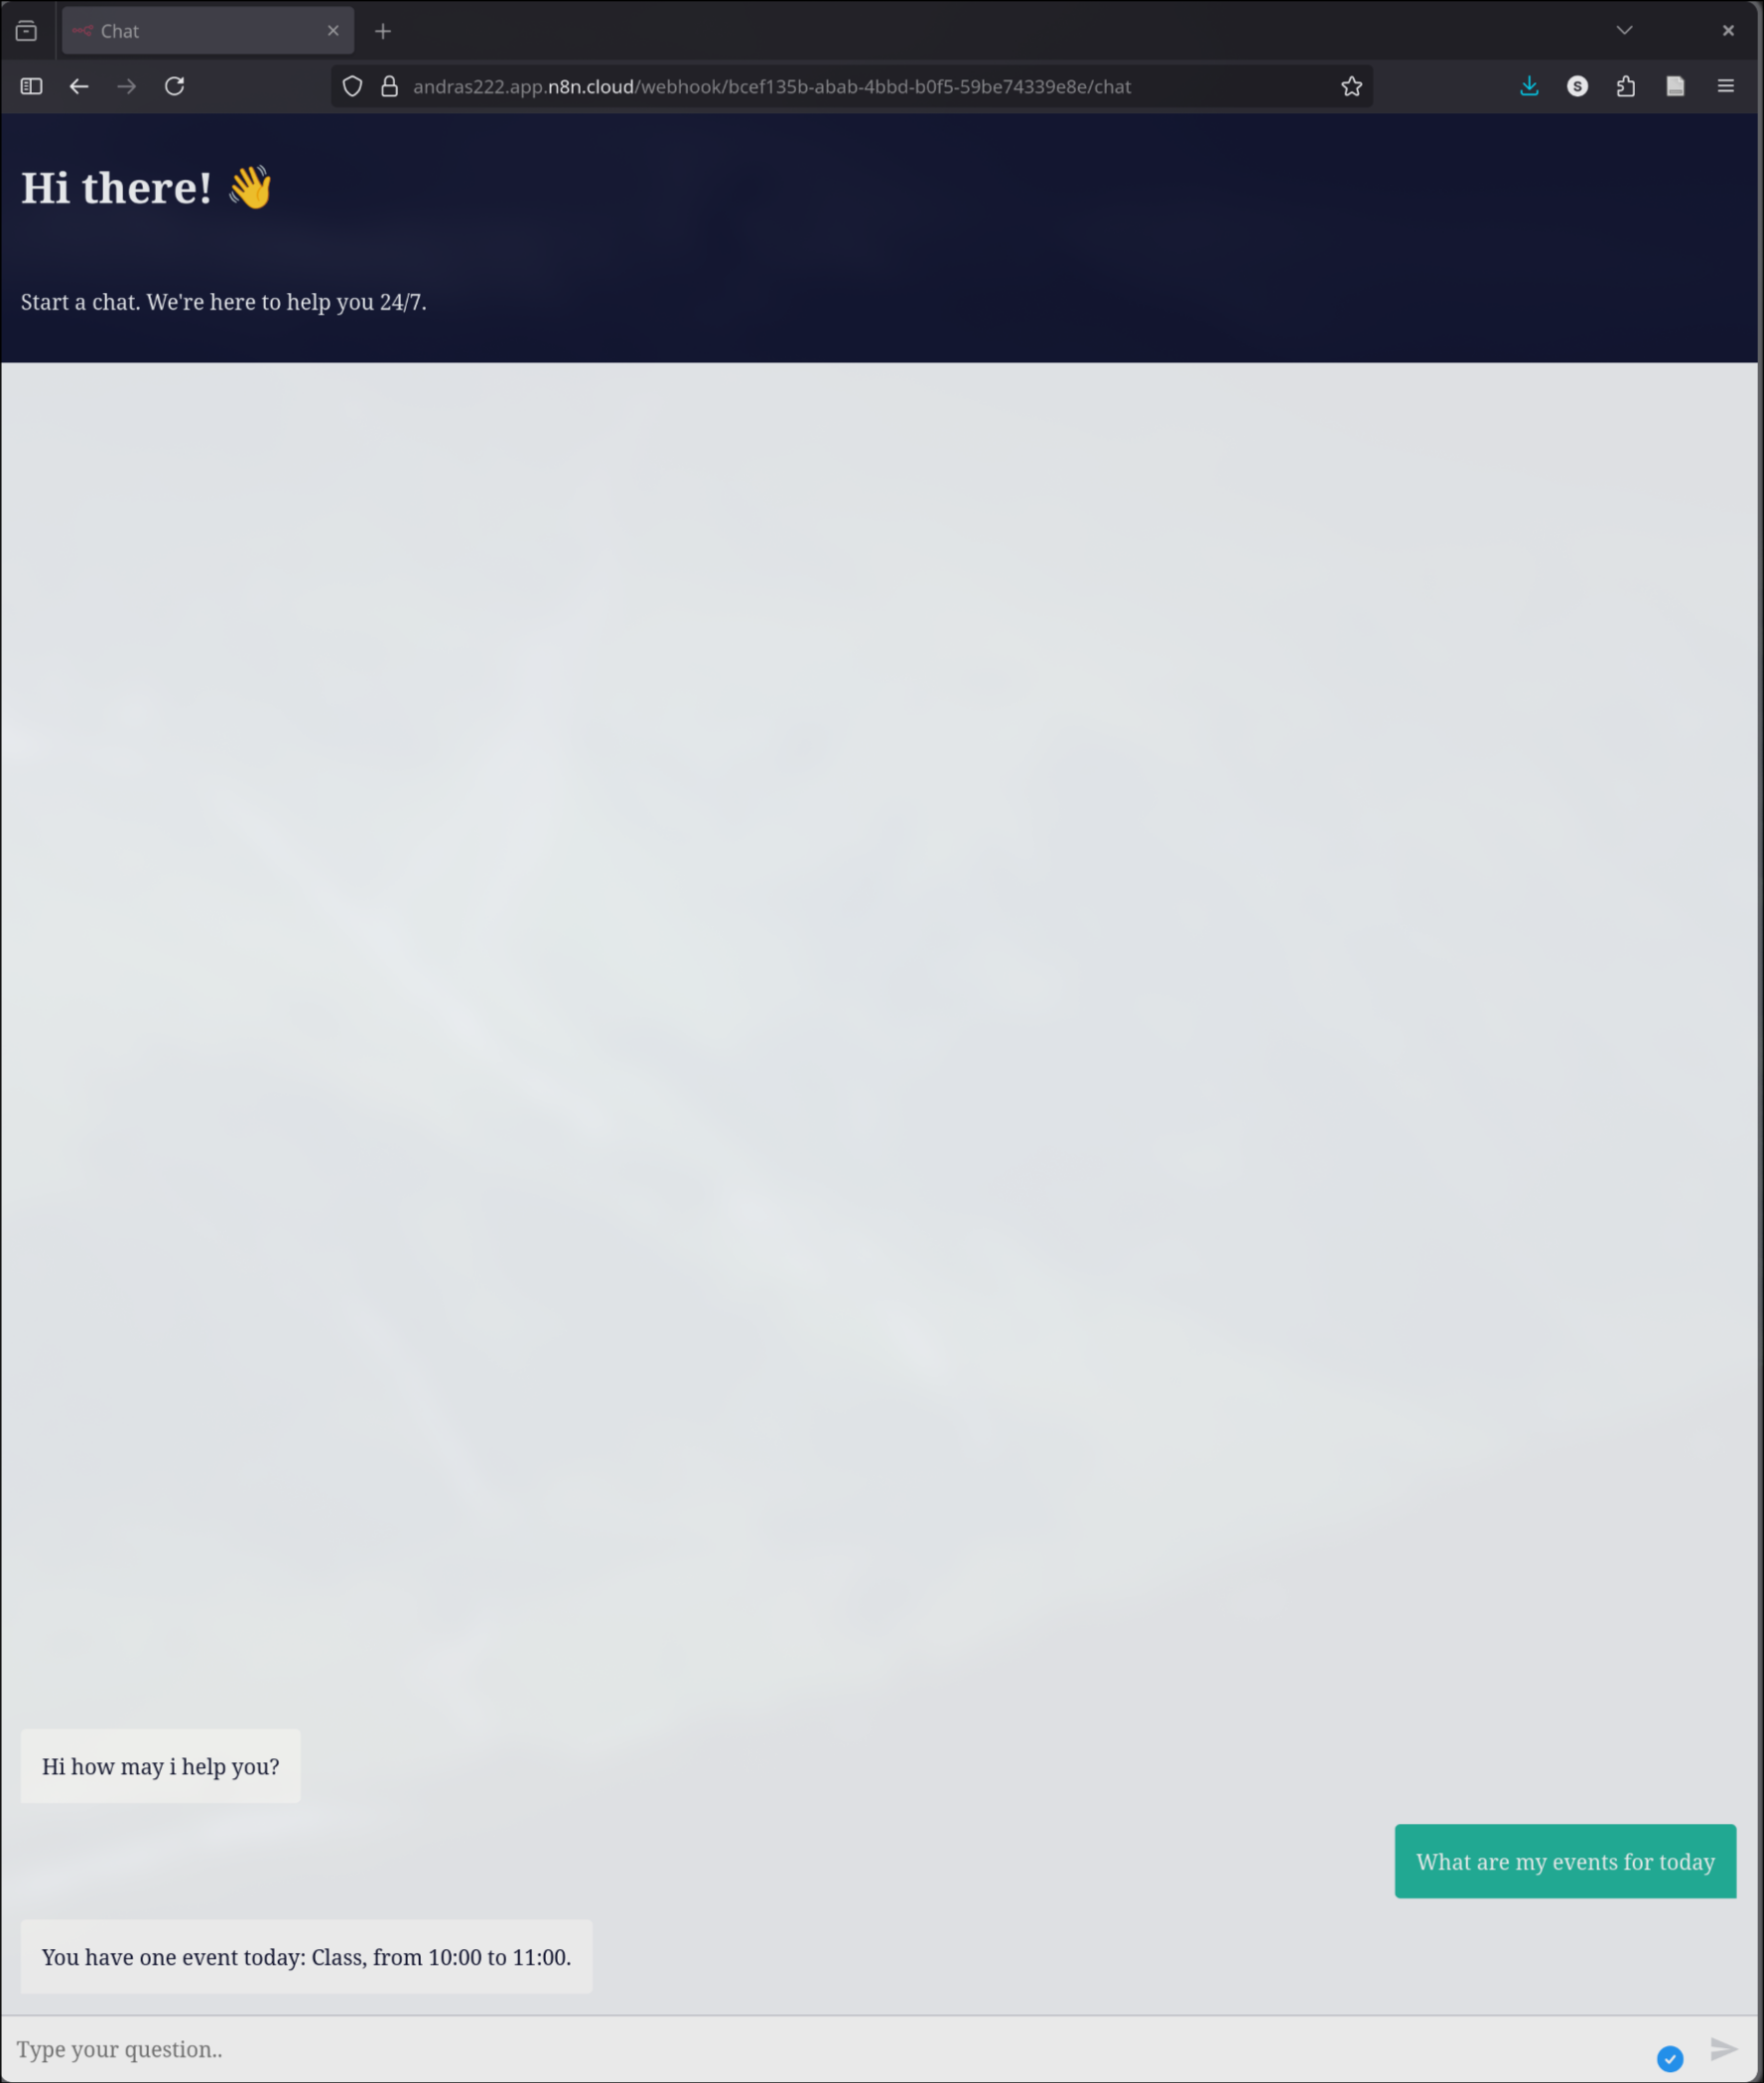 Chat
andras222.app.n8n.cloud/webhook/bcef135b-abab-4bbd-b0f5-59be74339e8e/chat
S
Hi there! 👋
Start a chat. We're here to help you 24/7.
Hi how may i help you?
What are my events for today
You have one event today: Class, from 10:00 to 11:00.
Type your question..